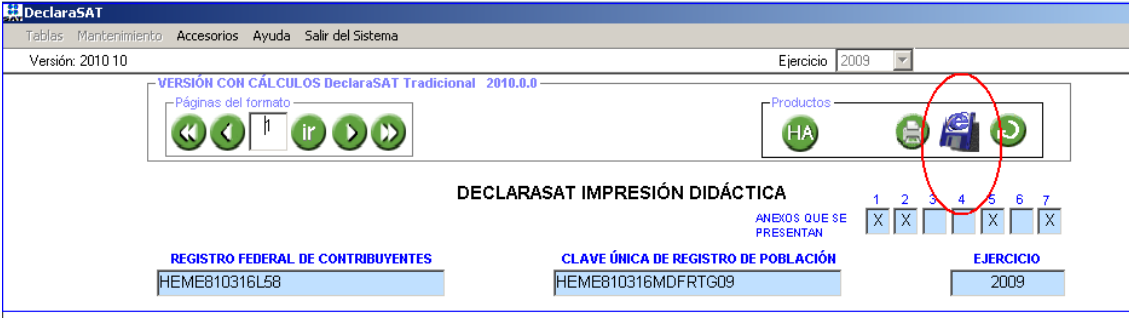 DeclaraSAT
Tablas Mantenimiento Accesorios Ayuda Salir del Sistema
Versión: 2010 10 Ejercicio 2009
VERSIÓN CON CÁLCULOS DeclaraSAT Tradicional 2010.0.0
Páginas del formato Productos
ir HA
DECLARASAT IMPRESIÓN DIDÁCTICA
1 2 3 4 5 6 7
ANEXOS QUE SE PRESENTAN X X X X
REGISTRO FEDERAL DE CONTRIBUYENTES CLAVE ÚNICA DE REGISTRO DE POBLACIÓN EJERCICIO
HEME810316L58 HEME810316MDFRTG09 2009